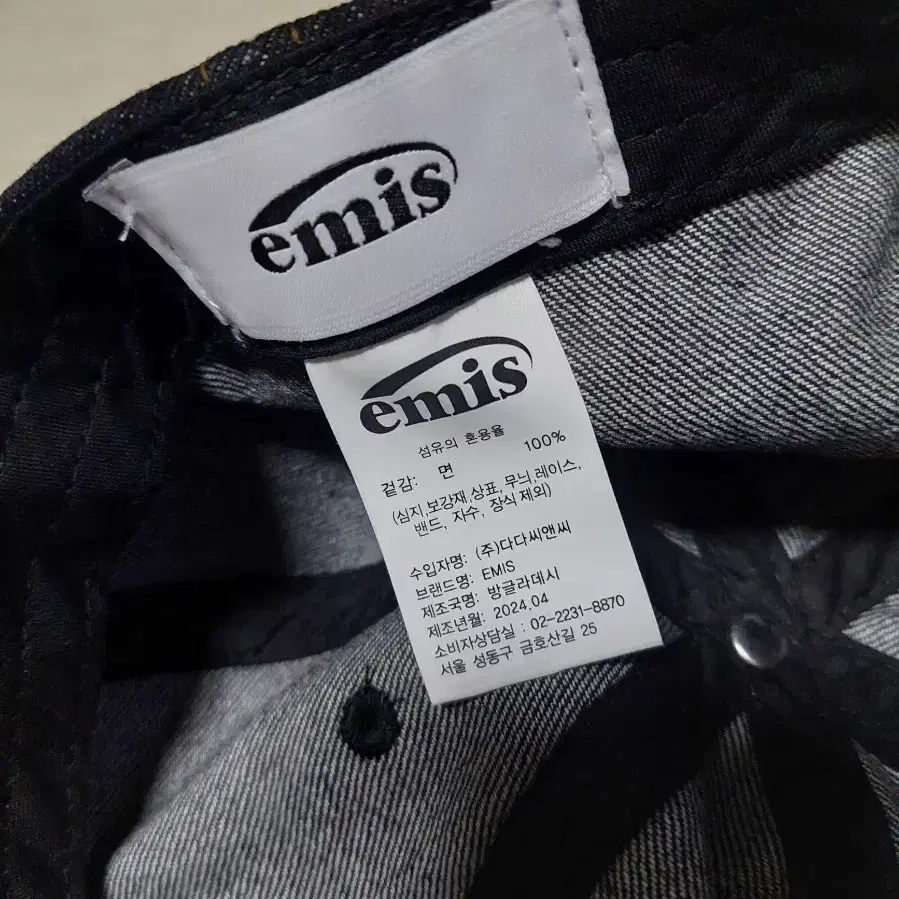 emis
emis
섬유의 혼용율
겉감: 면 100%
(심지,보강재,상표,무늬,레이스,
밴드, 자수, 장식 제외)
수입자명: (주)다다씨앤씨
브랜드명: EMIS
제조국명: 방글라데시
제조년월: 2024.04
소비자상담실 : 02-2231-8870
서울 성동구 금호산길 25